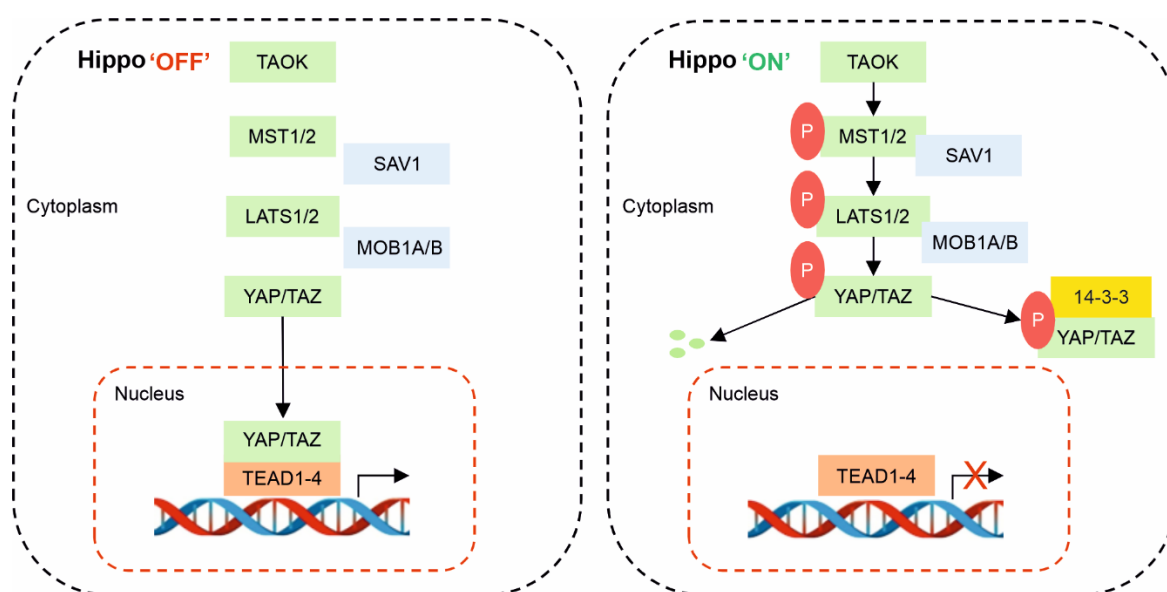 Hippo ‘OFF’
TAOK
MST1/2
SAV1
Cytoplasm
LATS1/2
MOB1A/B
YAP/TAZ
Nucleus
YAP/TAZ
TEAD1-4
Hippo ‘ON’
TAOK
P
MST1/2
SAV1
Cytoplasm
P
LATS1/2
MOB1A/B
P
YAP/TAZ
14-3-3
P
YAP/TAZ
Nucleus
TEAD1-4
X